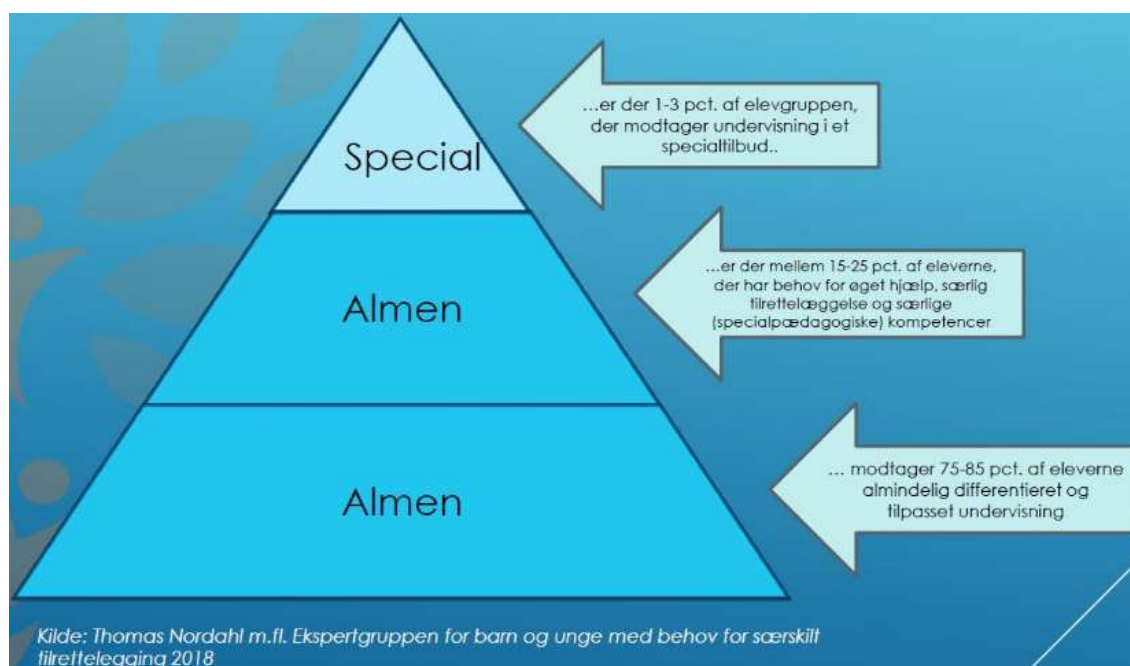 Special
…er der 1-3 pct. af elevgruppen,
der modtager undervisning i et
specialtilbud..
Almen
…er der mellem 15-25 pct. af eleverne,
der har behov for øget hjælp, særlig
tilrettelæggelse og særlige
(specialpædagogiske) kompetencer
Almen
… modtager 75-85 pct. af eleverne
almindelig differentieret og
tilpasset undervisning
Kilde: Thomas Nordahl m.fl. Ekspertgruppen for barn og unge med behov for særskilt
tilrettelegging 2018